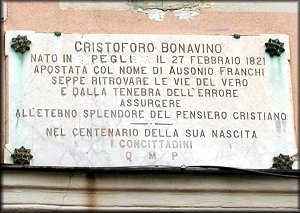 CRISTOFORO BONAVINO
NATO IN PEGLI IL 27 FEBBRAIO 1821
APOSTATA COL NOME DI AUSONIO FRANCHI
SEPPE RITROVARE LE VIE DEL VERO
E DALLA TENEBRA DELL'ERRORE
ASSURGERE
ALL'ETERNO SPLENDORE DEL PENSIERO CRISTIANO
NEL CENTENARIO DELLA SUA NASCITA
I CONCITTADINI
Q M P